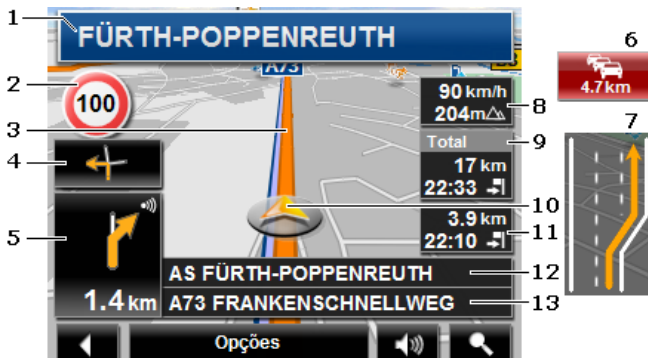 1
FÜRTH-POPPENREUTH
2
100
A73
3
4
5
1.4 km
6
4.7 km
7
90 km/h
204m
8
Total
9
17 km
22:33
10
3.9 km
22:10
11
AS FÜRTH-POPPENREUTH
12
A73 FRANKENSCHNELLWEG
13
Opções